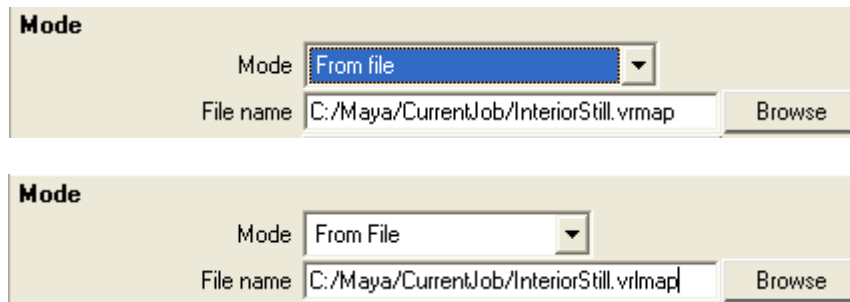 Mode
Mode From file
File name C:/Maya/CurrentJob/InteriorStill.vrmap Browse
Mode
Mode From File
File name C:/Maya/CurrentJob/InteriorStill.vrlmap Browse